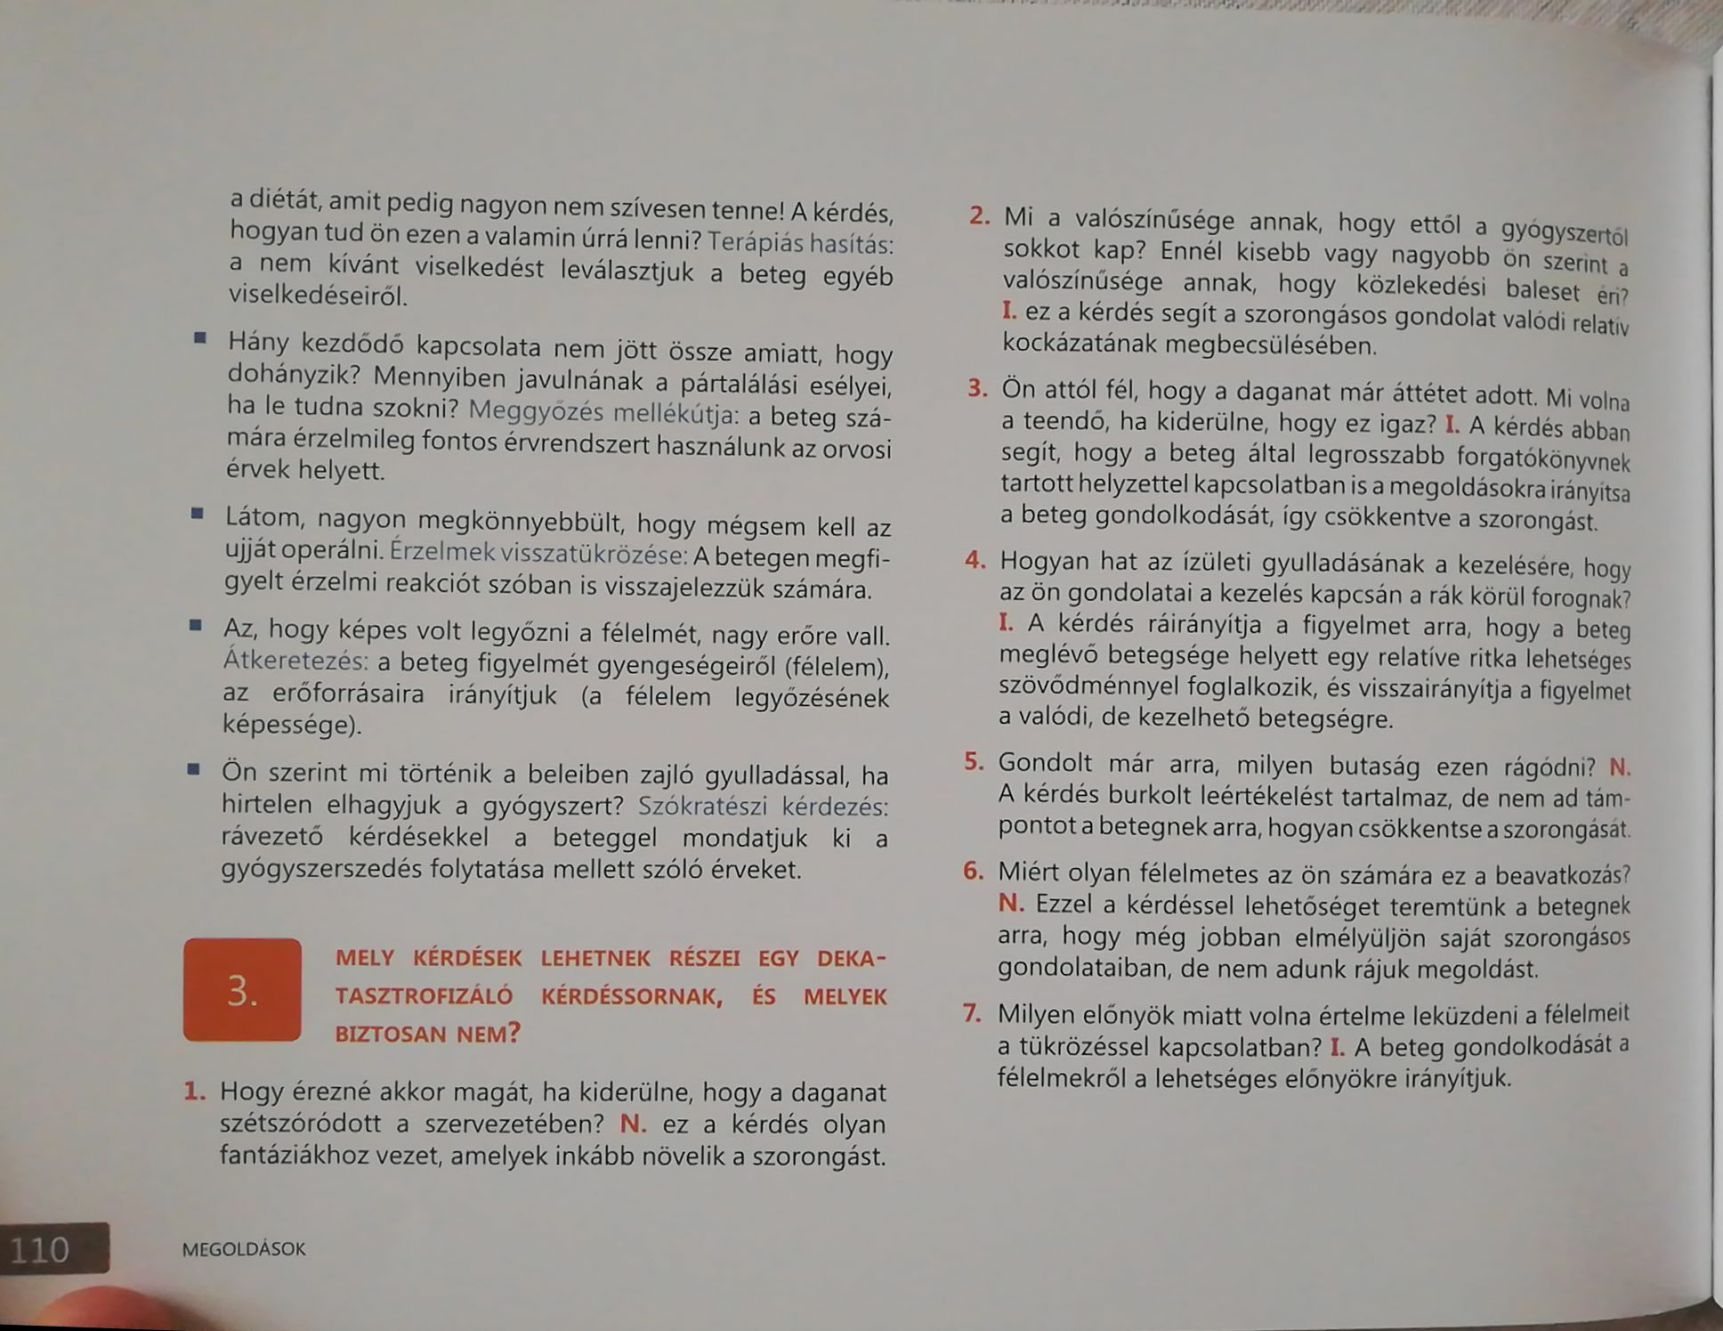 a diétát, amit pedig nagyon nem szívesen tenne! A kérdés,
hogyan tud ön ezen a valamin úrrá lenni? Terápiás hasítás:
a nem kívánt viselkedést leválasztjuk a beteg egyéb
viselkedéseiről.
▪ Hány kezdődő kapcsolata nem jött össze amiatt, hogy
dohányzik? Mennyiben javulnának a pártalálási esélyei,
ha le tudna szokni? Meggyőzés mellékútja: a beteg szá-
mára érzelmileg fontos érvrendszert használunk az orvosi
érvek helyett.
▪ Látom, nagyon megkönnyebbült, hogy mégsem kell az
ujját operálni. Érzelmek visszatükrözése: A betegen megfi-
gyelt érzelmi reakciót szóban is visszajelezzük számára.
▪ Az, hogy képes volt legyőzni a félelmét, nagy erőre vall.
Átkeretezés: a beteg figyelmét gyengeségeiről (félelem),
az erőforrásaira irányítjuk (a félelem legyőzésének
képessége).
▪ Ön szerint mi történik a beleiben zajló gyulladással, ha
hirtelen elhagyjuk a gyógyszert? Szókratészi kérdezés:
rávezető kérdésekkel a beteggel mondatjuk ki a
gyógyszerszedés folytatása mellett szóló érveket.
3.
MELY KÉRDÉSEK LEHETNEK RÉSZEI EGY DEKA-
TASZTROFIZÁLÓ KÉRDÉSSORNAK, ÉS MELYEK
BIZTOSAN NEM?
1. Hogy érezné akkor magát, ha kiderülne, hogy a daganat
szétszóródott a szervezetében? N. ez a kérdés olyan
fantáziákhoz vezet, amelyek inkább növelik a szorongást.
2. Mi a valószínűsége annak, hogy ettől a gyógyszertől
sokkot kap? Ennél kisebb vagy nagyobb ön szerint a
valószínűsége annak, hogy közlekedési baleset éri?
I. ez a kérdés segít a szorongásos gondolat valódi relatív
kockázatának megbecsülésében.
3. Ön attól fél, hogy a daganat már áttétet adott. Mi volna
a teendő, ha kiderülne, hogy ez igaz? I. A kérdés abban
segít, hogy a beteg által legrosszabb forgatókönyvnek
tartott helyzettel kapcsolatban is a megoldásokra irányítsa
a beteg gondolkodását, így csökkentve a szorongást.
4. Hogyan hat az ízületi gyulladásának a kezelésére, hogy
az ön gondolatai a kezelés kapcsán a rák körül forognak?
I. A kérdés ráirányítja a figyelmet arra, hogy a beteg
meglévő betegsége helyett egy relatíve ritka lehetséges
szövődménnyel foglalkozik, és visszairányítja a figyelmet
a valódi, de kezelhető betegségre.
5. Gondolt már arra, milyen butaság ezen rágódni? N.
A kérdés burkolt leértékelést tartalmaz, de nem ad tám-
pontot a betegnek arra, hogyan csökkentse a szorongását.
6. Miért olyan félelmetes az ön számára ez a beavatkozás?
N. Ezzel a kérdéssel lehetőséget teremtünk a betegnek
arra, hogy még jobban elmélyüljön saját szorongásos
gondolataiban, de nem adunk rájuk megoldást.
7. Milyen előnyök miatt volna értelme leküzdeni a félelmeit
a tükrözéssel kapcsolatban? I. A beteg gondolkodását a
félelmekről a lehetséges előnyökre irányítjuk.
110
MEGOLDÁSOK